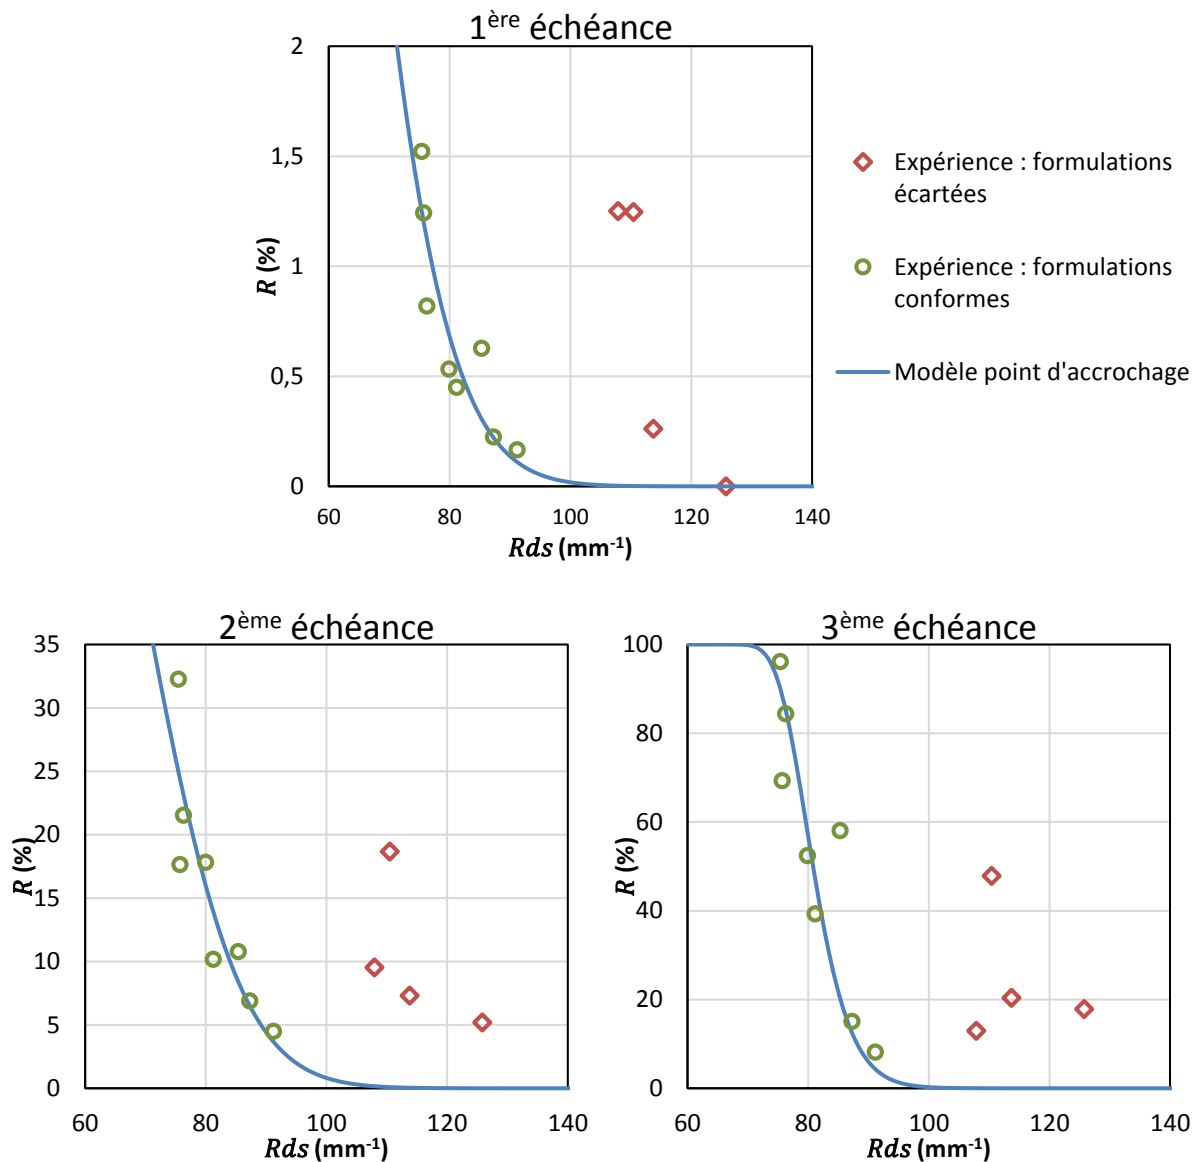 1ère échéance
2
1,5
1
0,5
0
R (%)
60 80 100 120 140
Rds (mm-1)
Expérience : formulations
écartées
Expérience : formulations
conformes
Modèle point d'accrochage
2ème échéance
35
30
25
20
15
10
5
0
R (%)
60 80 100 120 140
Rds (mm-1)
3ème échéance
100
80
60
40
20
0
R (%)
60 80 100 120 140
Rds (mm-1)